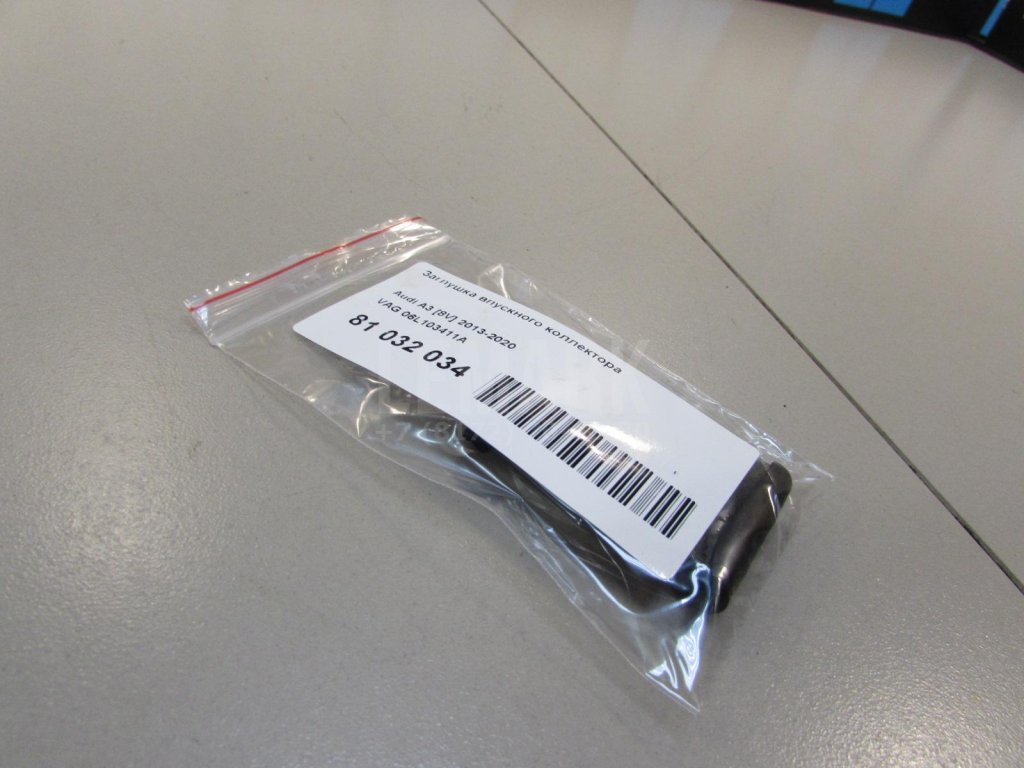 Заглушка впускного коллектора
Audi A3 [8V] 2013-2020
VAG 06L103411A
81 032 034